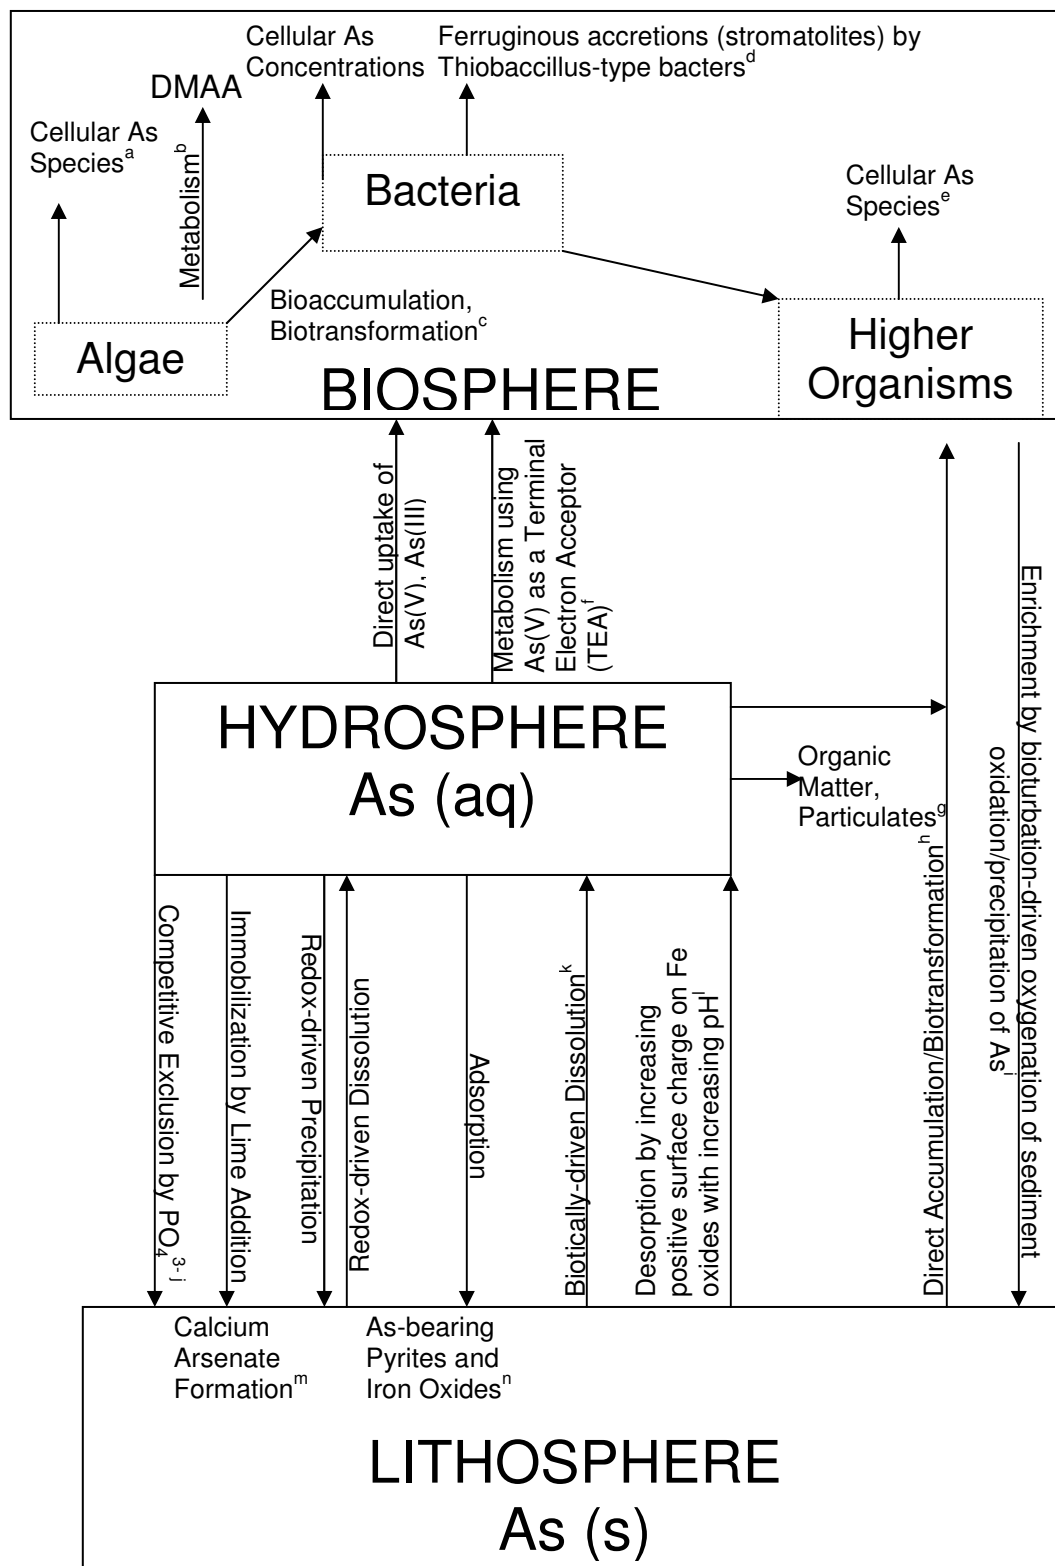 Cellular As
Concentrations
Ferruginous accretions (stromatolites) by
Thiobaccillus-type bacters^d
DMAA
Cellular As
Species^a
Metabolism^b
Bacteria
Cellular As
Species^e
Bioaccumulation,
Biotransformation^c
Algae
Higher
Organisms
BIOSPHERE
Direct uptake of
As(V), As(III)
Metabolism using
As(V) as a Terminal
Electron Acceptor
(TEA)^f
Enrichment by bioturbation-driven oxygenation of sediment
oxidation/precipitation of As^i
HYDROSPHERE
As (aq)
Organic
Matter,
Particulates^g
Direct Accumulation/Biotransformation^h
Competitive Exclusion by PO₄^3- j
Immobilization by Lime Addition
Redox-driven Precipitation
Redox-driven Dissolution
Adsorption
Biotically-driven Dissolution^k
Desorption by increasing
positive surface charge on Fe
oxides with increasing pH^l
Calcium
Arsenate
Formation^m
As-bearing
Pyrites and
Iron Oxides^n
LITHOSPHERE
As (s)